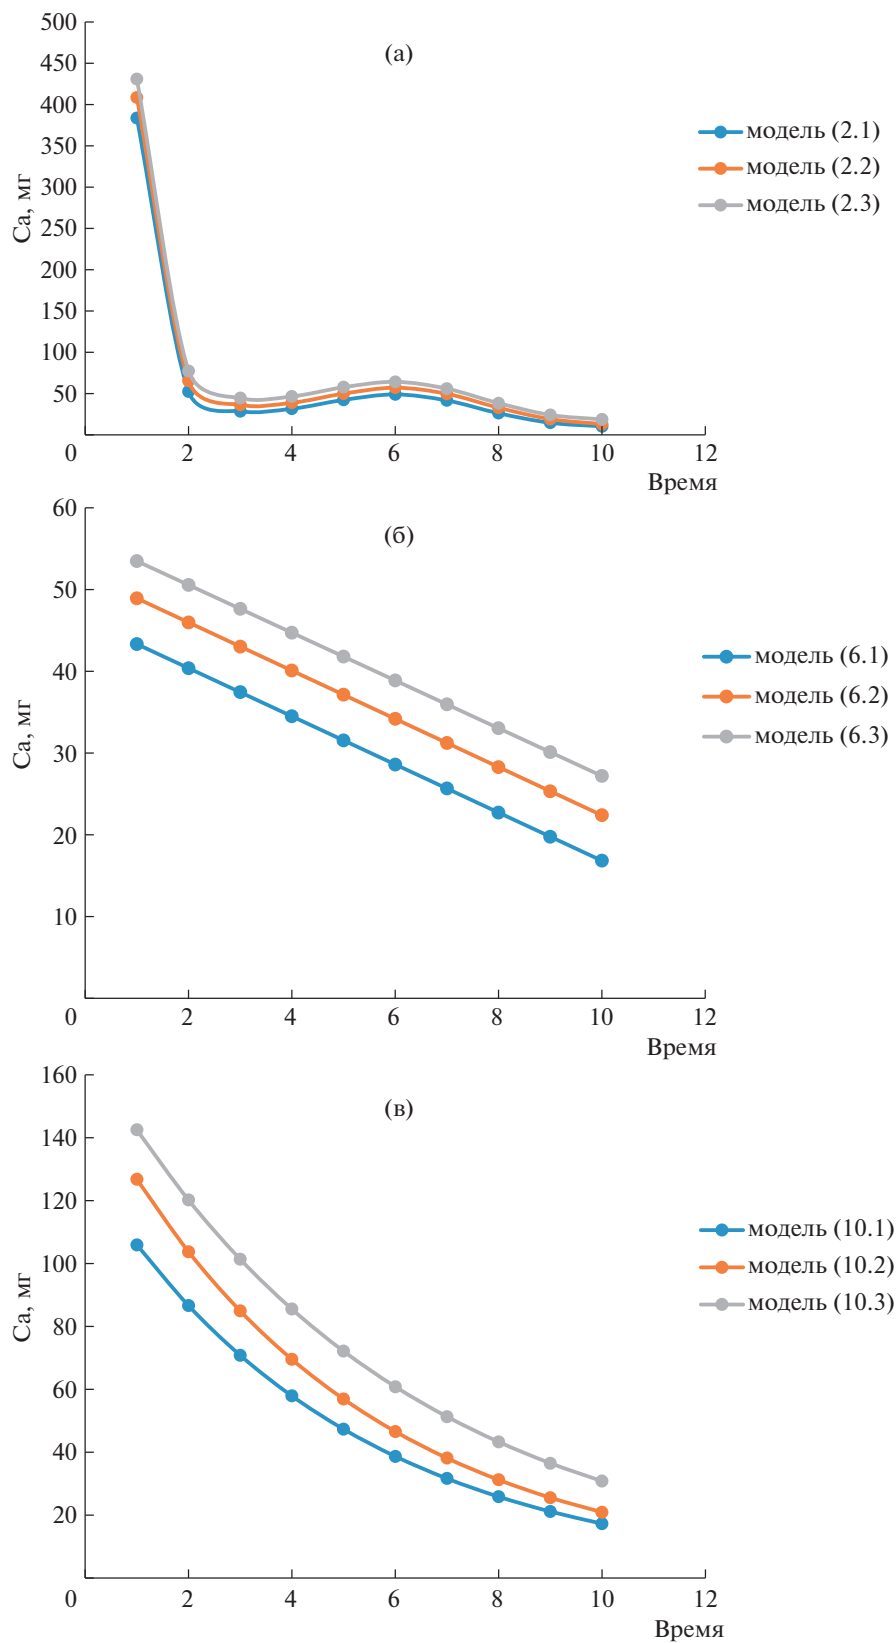 (а)
500
450
400
350
300
250
200
150
100
50
0
2
4
6
8
10
12
Ca, мг
Время
модель (2.1)
модель (2.2)
модель (2.3)
(б)
60
50
40
30
20
10
0
2
4
6
8
10
12
Ca, мг
Время
модель (6.1)
модель (6.2)
модель (6.3)
(в)
160
140
120
100
80
60
40
20
0
2
4
6
8
10
12
Ca, мг
Время
модель (10.1)
модель (10.2)
модель (10.3)